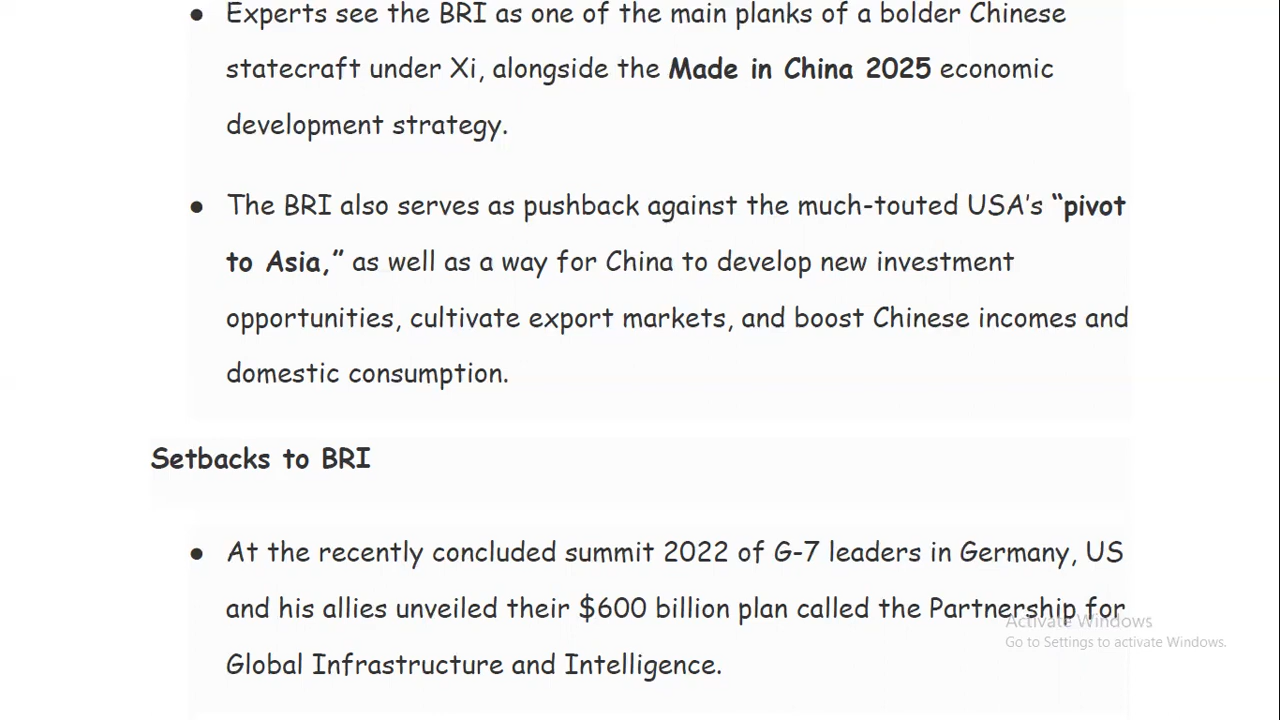 ● Experts see the BRI as one of the main planks of a bolder Chinese
statecraft under Xi, alongside the Made in China 2025 economic
development strategy.
● The BRI also serves as pushback against the much-touted USA's “pivot
to Asia,” as well as a way for China to develop new investment
opportunities, cultivate export markets, and boost Chinese incomes and
domestic consumption.
Setbacks to BRI
● At the recently concluded summit 2022 of G-7 leaders in Germany, US
and his allies unveiled their $600 billion plan called the Partnership for
Global Infrastructure and Intelligence.
Activate Windows
Go to Settings to activate Windows.